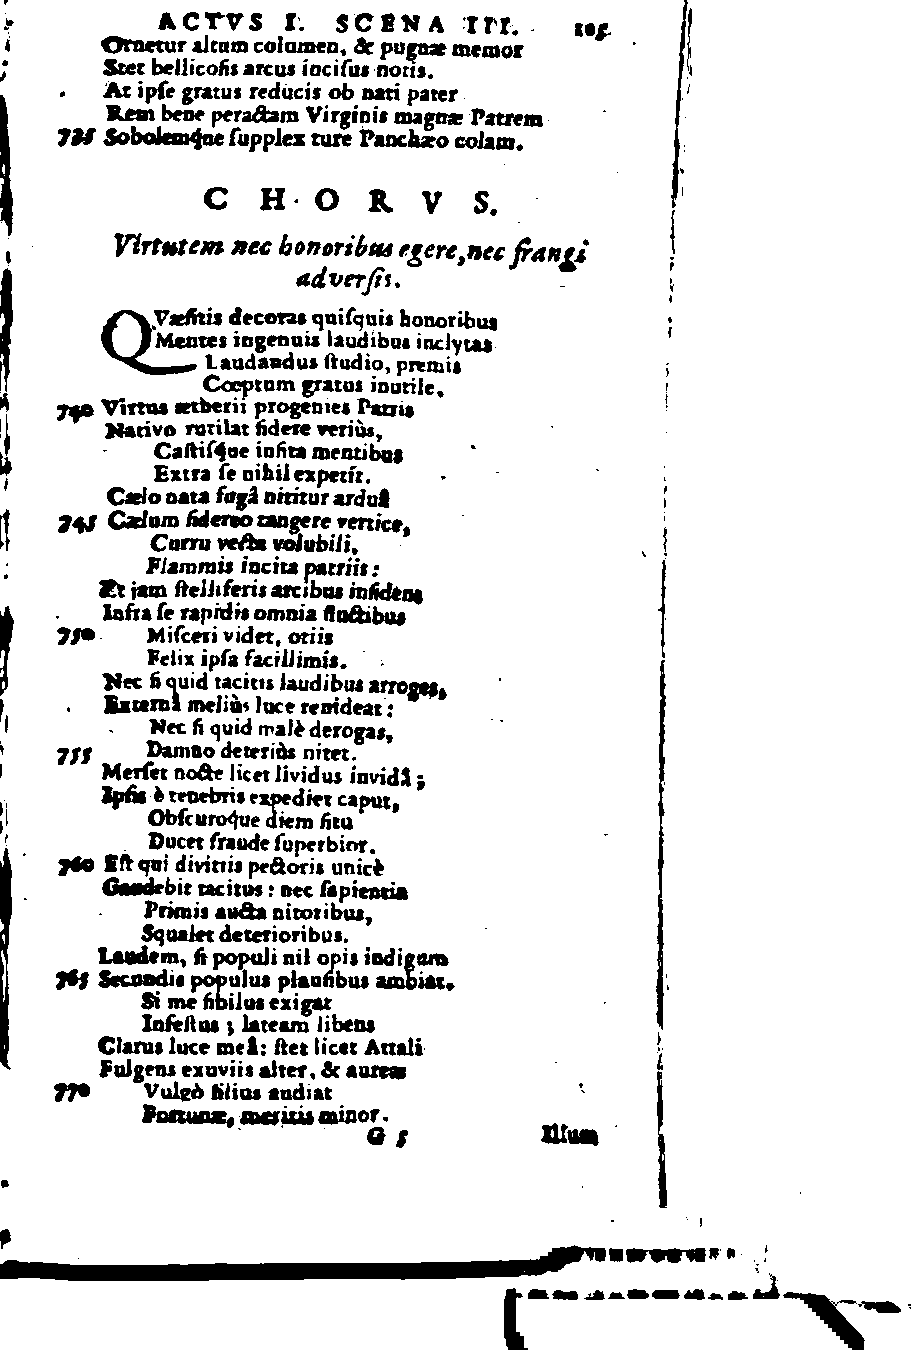 ACTVS I. SCENA III. 105
Ornetur altum columen, & pugnæ memor
Stet bellicosis arcus incisus notis.
At ipse gratus reducis ob nati pater
Rem bene peractam Virginis magnæ Patrem
735 Sobolemque supplex ture Panchæo colam.
CHORVS.
Virtutem nec honoribus egere, nec frangi
adversis.
QVæsitis decoras quisquis honoribus
Mentes ingenuis laudibus inclytas
Laudandus studio, premis
Cœptum gratus inutile.
740 Virtus ætherii progenies Patris
Nativo rutilat sidere veriùs,
Castisque insita mentibus
Extra se nihil expetit.
Cælo nata fugâ nititur arduâ
745 Cælum sidereo tangere vertice,
Curru vecta volubili,
Flammis incita patriis:
Et jam stelliferis arcibus insidens
Infra se rapidis omnia fluctibus
750 Misceri videt, otiis
Felix ipsa facillimis.
Nec si quid tacitis laudibus arroges,
Externâ meliùs luce renideat:
Nec si quid malè derogas,
755 Damno deteriùs nitet.
Merset nocte licet lividus invidâ;
Ipsis è tenebris expediet caput,
Obscuroque diem situ
Ducet fraude superbior.
760 Est qui divitiis pectoris unicè
Gaudebit tacitus: nec sapientia
Primis aucta nitoribus,
Squalet deterioribus.
Laudem, si populi nil opis indigam
765 Secundis populus plausibus ambiat.
Si me sibilus exigat
Infestus; lateam libens
Clarus luce meâ: stet licet Attali
Fulgens exuviis alter, & aureas
770 Vulgò filius audiat
Fortunæ, meritis minor.
G 5 Illum